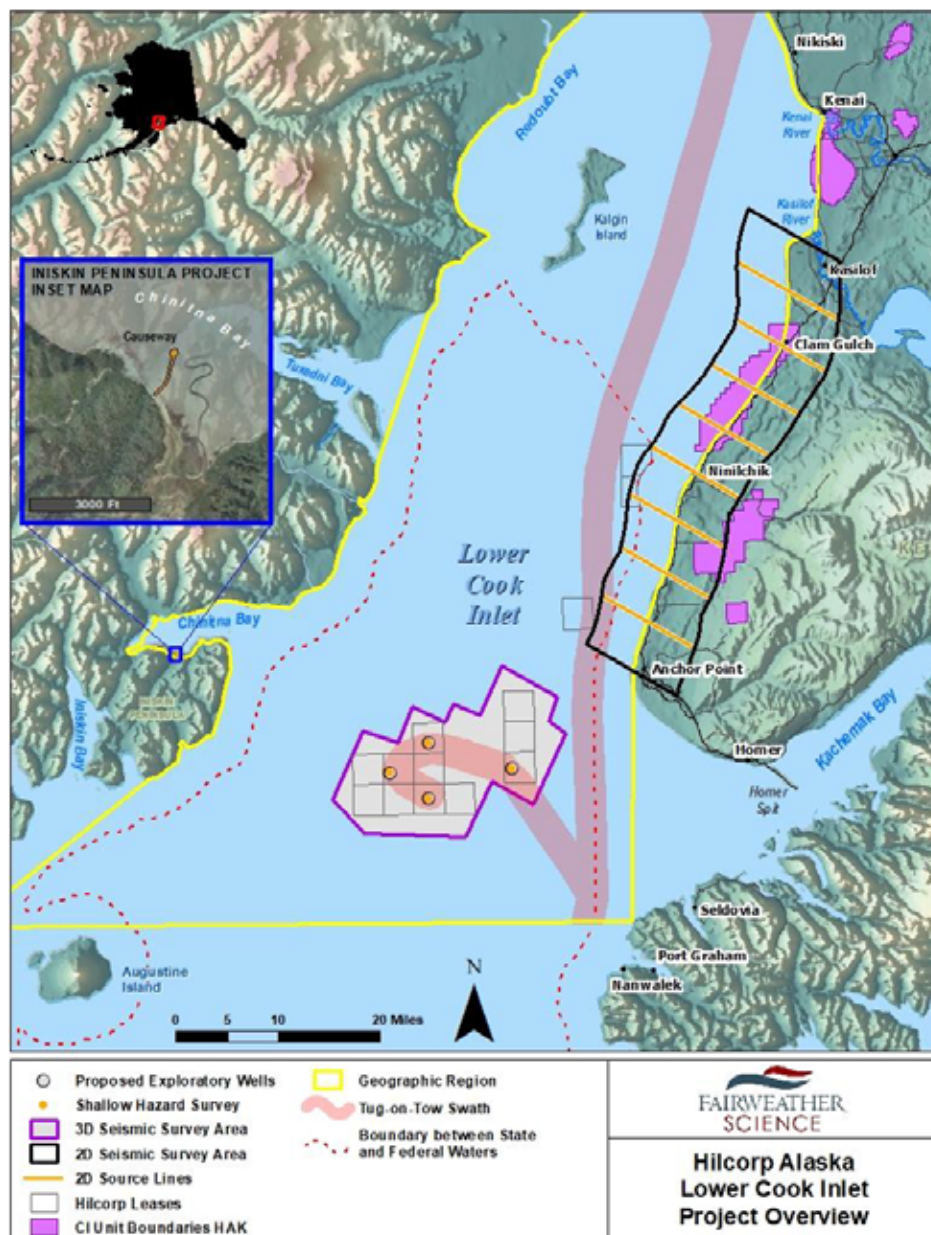 Nikiski
Redoubt Bay
Kenai
Kenai
River
Kalgin
Island
Kasilof
River
Kasilof
INISKIN PENINSULA PROJECT
INSET MAP
Chinitna Bay
Causeway
3000 Ft
Clam Gulch
Tuxedni Bay
Ninilchik
Lower
Cook
Inlet
Chinitna Bay
Anchor Point
INISKIN
PENINSULA
Iniskin Bay
Kachemak Bay
Homer
Homer
Spit
Seldovia
Port Graham
Nanwalek
Augustine
Island
N
0 5 10 20 Miles
Proposed Exploratory Wells
Shallow Hazard Survey
3D Seismic Survey Area
2D Seismic Survey Area
2D Source Lines
Hilcorp Leases
CI Unit Boundaries HAK
Geographic Region
Tug-on-Tow Swath
Boundary between State
and Federal Waters
FAIRWEATHER
SCIENCE
Hilcorp Alaska
Lower Cook Inlet
Project Overview